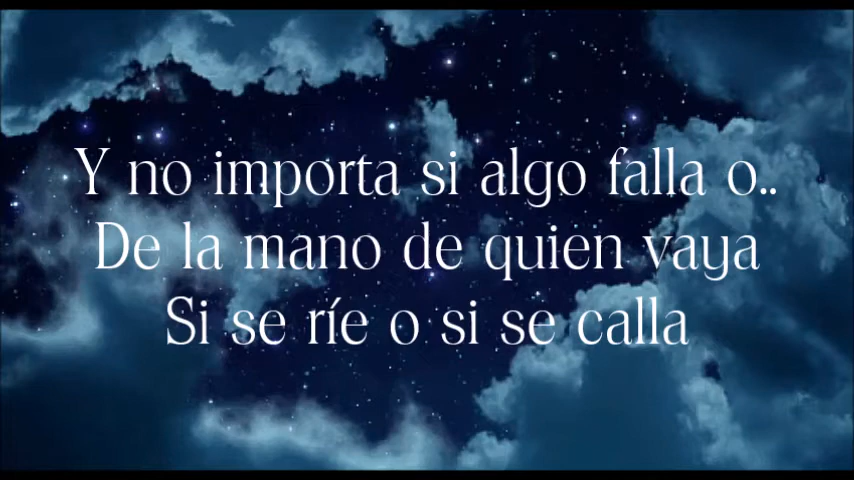 Y no importa si algo falla o..
De la mano de quien vaya
Si se ríe o si se calla